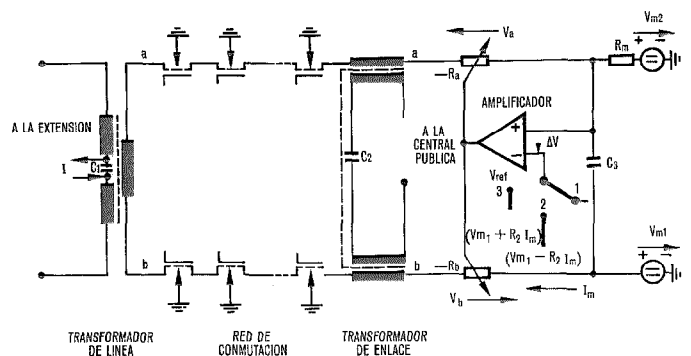 Va
Vm2
a
a
−Ra
Rm
+ −
AMPLIFICADOR
A LA EXTENSION
A LA
CENTRAL
PUBLICA
+
−
ΔV
I
C1
C2
C3
Vref
3
1
2
(Vm1 + R2 Im)
(Vm1 − R2 Im)
Vm1
+ −
b
b
−Rb
Vb
Im
TRANSFORMADOR
DE LINEA
RED DE
CONMUTACION
TRANSFORMADOR
DE ENLACE